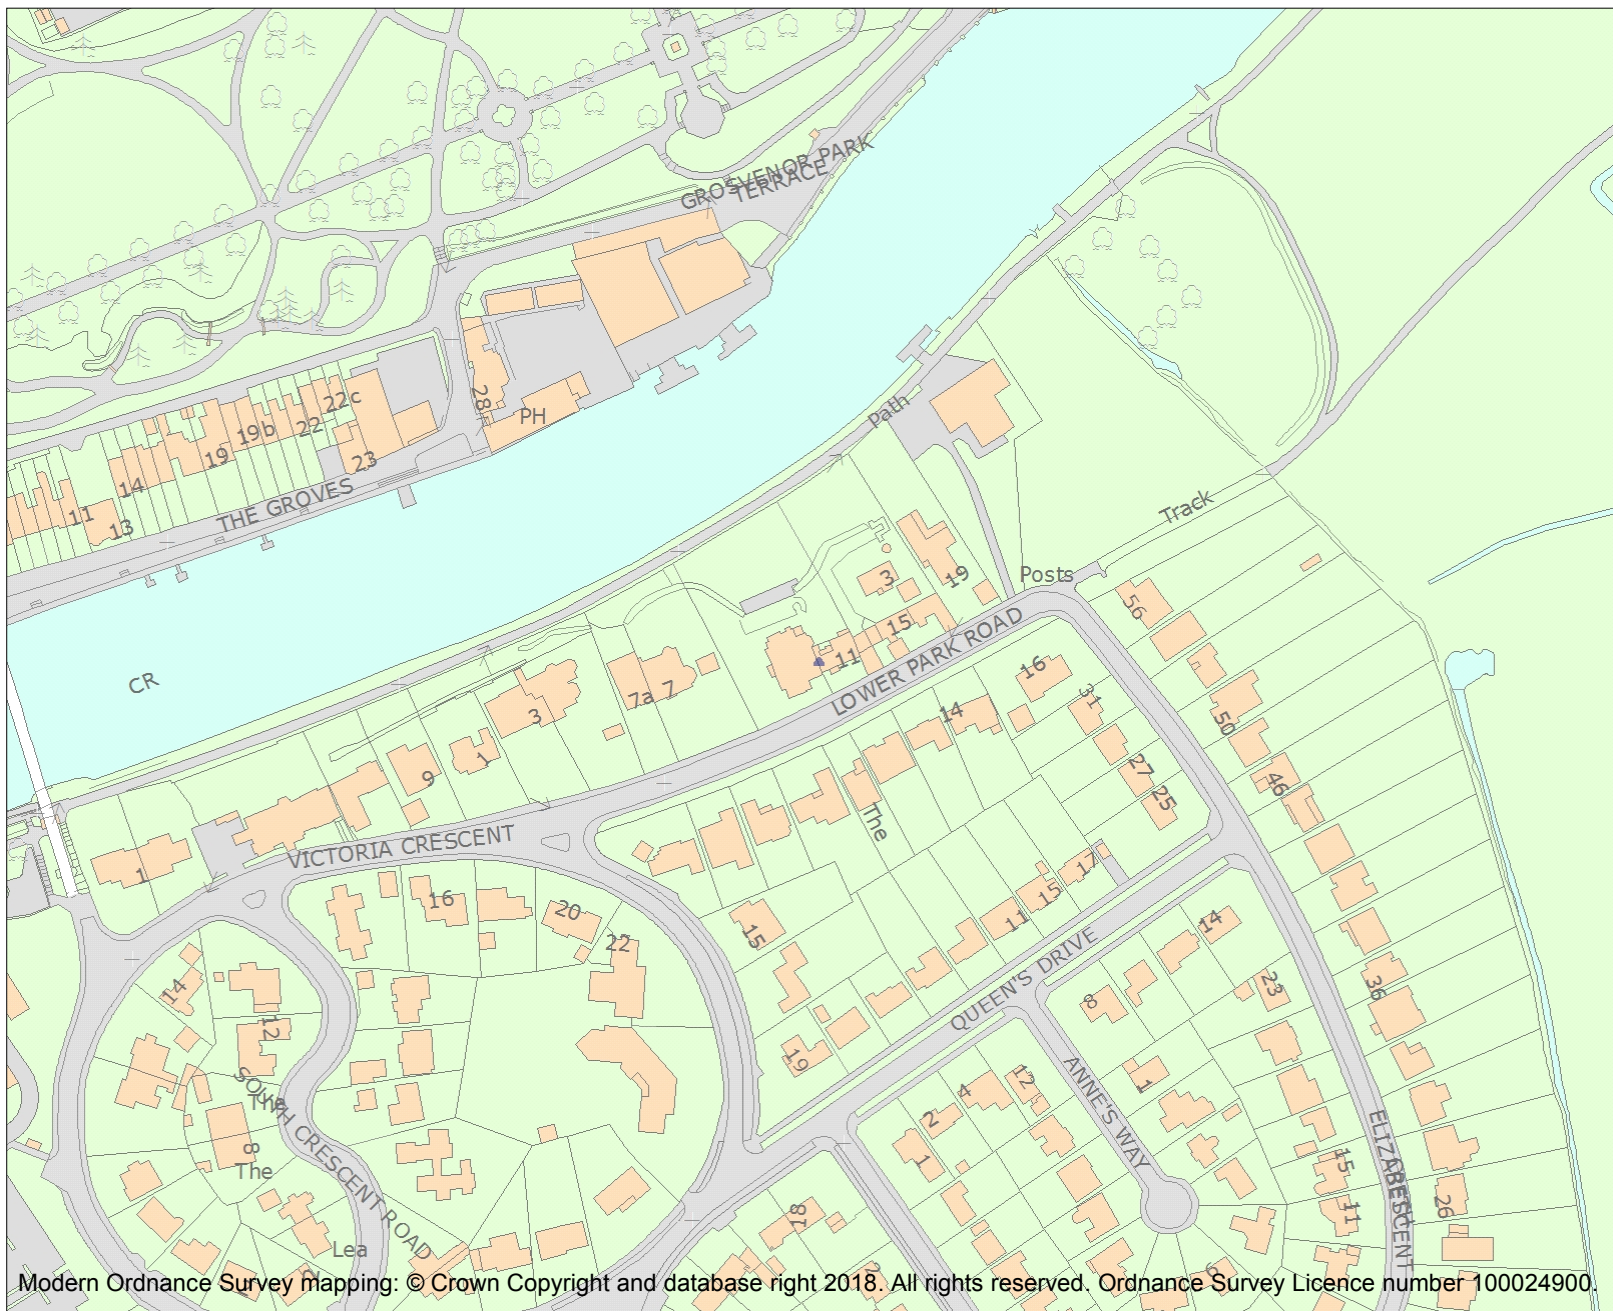 GROSVENOR PARK
TERRACE
22c
28
PH
19b
22
19
23
14
11
13
THE GROVES
Path
Track
Posts
3
19
56
15
LOWER PARK ROAD
11
16
CR
7a
7
3
31
14
50
1
9
27
46
25
The
VICTORIA CRESCENT
1
17
15
11
16
20
22
15
14
QUEEN'S DRIVE
36
23
8
14
12
19
ANNE'S WAY
1
SOUTH CRESCENT ROAD
The
12
4
2
1
8
The
ELIZABETH
CRESCENT
15
11
26
18
Lea
Modern Ordnance Survey mapping: © Crown Copyright and database right 2018. All rights reserved. Ordnance Survey Licence number 100024900.